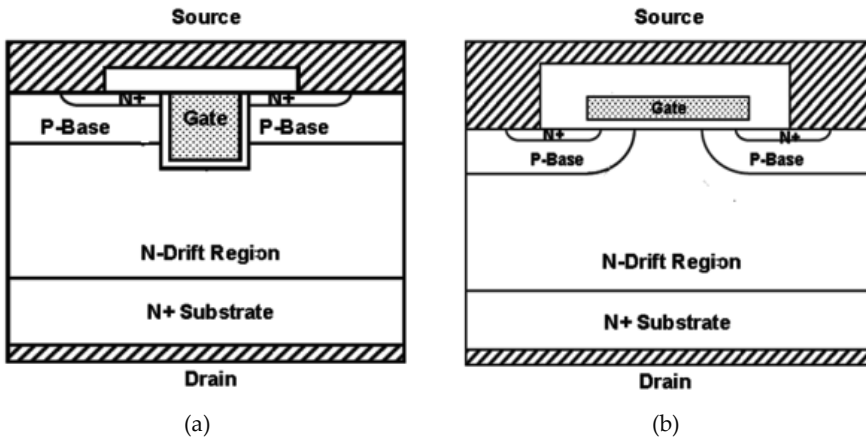 Source
N+
N+
Gate
P-Base
P-Base
N-Drift Region
N+ Substrate
Drain
(a)
Source
Gate
N+
N+
P-Base
P-Base
N-Drift Region
N+ Substrate
Drain
(b)